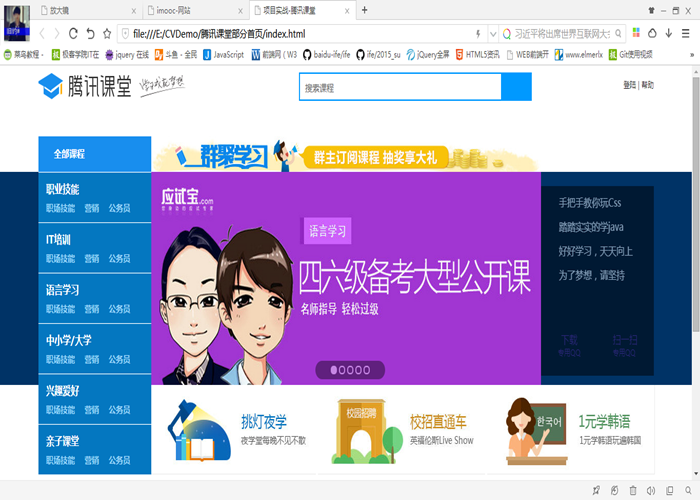 放大镜
imooc-网站
项目实战-腾讯课堂
file:///E:/CVDemo/腾讯课堂部分首页/index.html
习近平将出席世界互联网大
菜鸟教程 -
极客学院IT在
jquery 在线
斗鱼 - 全民
JavaScript
前端网 ( W3
baidu-ife/ife
ife/2015_su
jQuery全屏
HTML5资讯
WEB前端开
www.elmerlx
Git使用视频
腾讯课堂
搜索课程
登陆 | 帮助
全部课程
群聚学习
群主订阅课程 抽奖享大礼
职业技能
职场技能 营销 公务员
IT培训
职场技能 营销 公务员
语言学习
职场技能 营销 公务员
中小学/大学
职场技能 营销 公务员
兴趣爱好
职场技能 营销 公务员
亲子课堂
职场技能 营销 公务员
应试宝.com
语言学习
四六级备考大型公开课
名师指导 轻松过级
手把手教你玩Css
踏踏实实的学java
好好学习，天天向上
为了梦想，请坚持
下载
专用QQ
扫一扫
专用QQ
挑灯夜学
夜学堂每晚不见不散
校园招聘
校招直通车
英福伦斯Live Show
한국어
1元学韩语
1元学韩语玩遍韩国